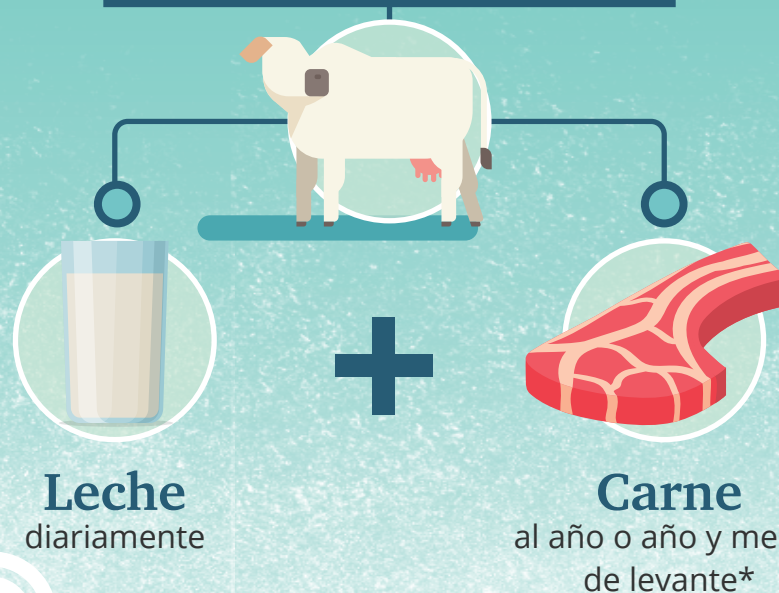 Leche
diariamente
Carne
al año o año y me
de levante*